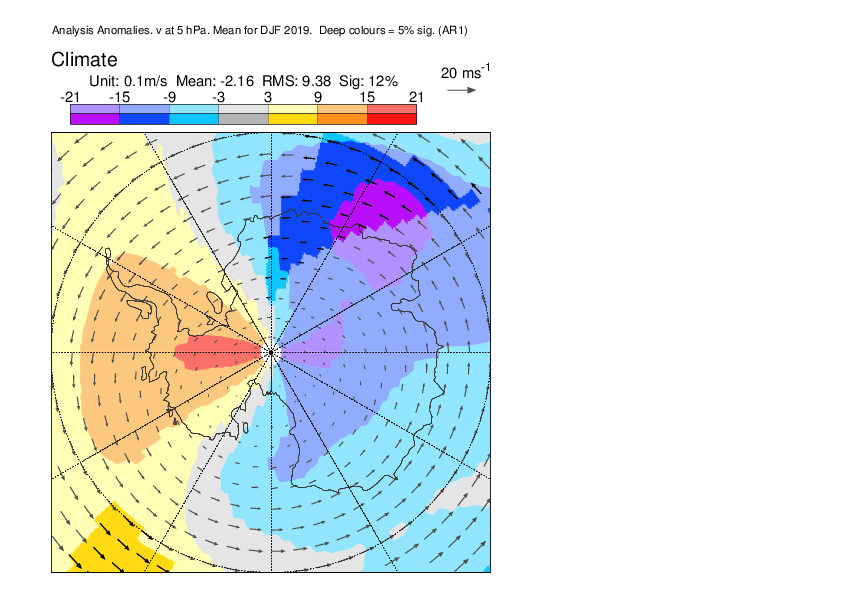 Analysis Anomalies. v at 5 hPa. Mean for DJF 2019.  Deep colours = 5% sig. (AR1)
Climate
20 ms-1
Unit: 0.1m/s  Mean: -2.16  RMS: 9.38  Sig: 12%
-21 -15 -9 -3 3 9 15 21